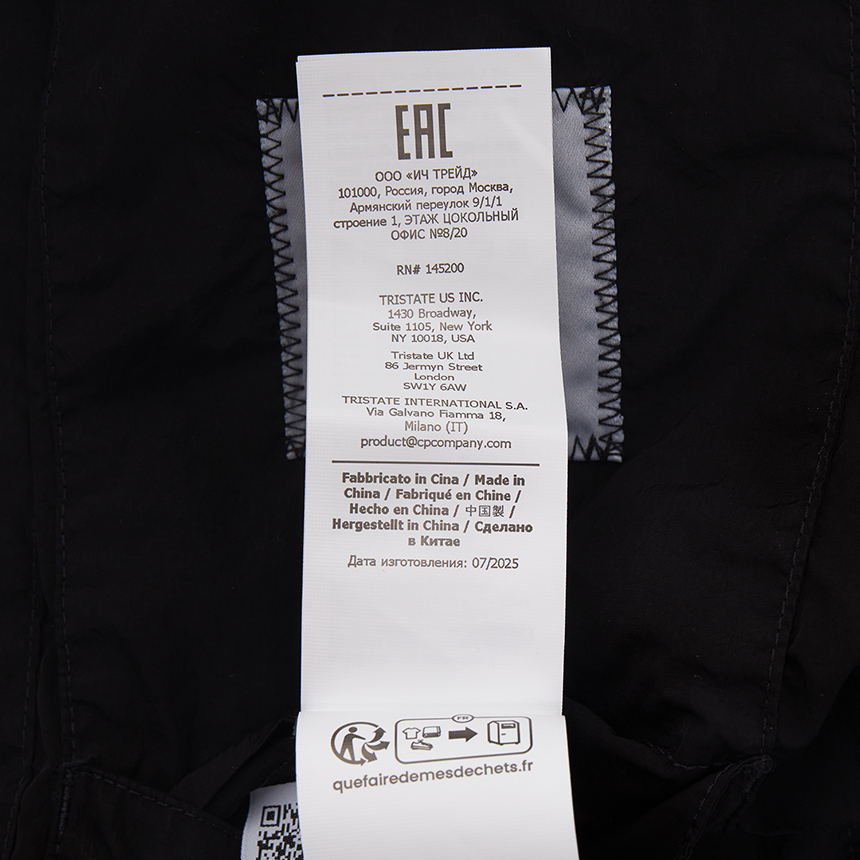 EAC
ООО «ИЧ ТРЕЙД»
101000, Россия, город Москва,
Армянский переулок 9/1/1
строение 1, ЭТАЖ ЦОКОЛЬНЫЙ
ОФИС №8/20
RN# 145200
TRISTATE US INC.
1430 Broadway,
Suite 1105, New York
NY 10018, USA
Tristate UK Ltd
86 Jermyn Street
London
SW1Y 6AW
TRISTATE INTERNATIONAL S.A.
Via Galvano Fiamma 18,
Milano (IT)
product@cpcompany.com
Fabbricato in Cina / Made in
China / Fabriqué en Chine /
Hecho en China / 中国製 /
Hergestellt in China / Сделано
в Китае
Дата изготовления: 07/2025
FR
quefairedemesdechets.fr